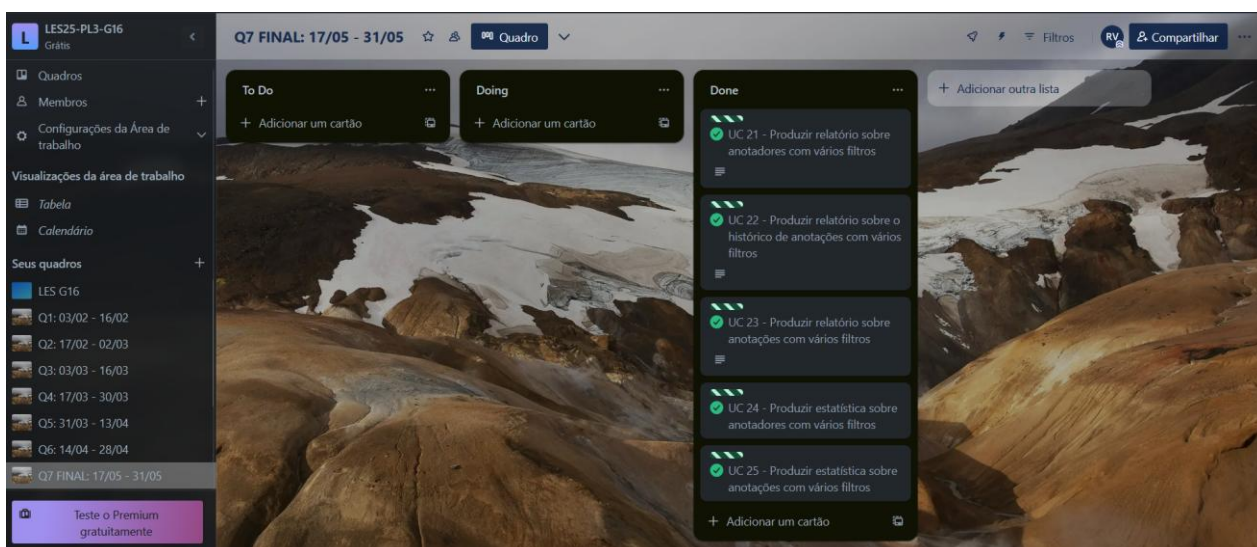 L
LES25-PL3-G16
Grátis
Quadros
Membros
Configurações da Área de
trabalho
Visualizações da área de trabalho
Tabela
Calendário
Seus quadros
LES G16
Q1: 03/02 - 16/02
Q2: 17/02 - 02/03
Q3: 03/03 - 16/03
Q4: 17/03 - 30/03
Q5: 31/03 - 13/04
Q6: 14/04 - 28/04
Q7 FINAL: 17/05 - 31/05
Teste o Premium
gratuitamente
Q7 FINAL: 17/05 - 31/05
Quadro
Filtros
RV
Compartilhar
To Do
+ Adicionar um cartão
Doing
+ Adicionar um cartão
Done
UC 21 - Produzir relatório sobre
anotadores com vários filtros
UC 22 - Produzir relatório sobre o
histórico de anotações com vários
filtros
UC 23 - Produzir relatório sobre
anotações com vários filtros
UC 24 - Produzir estatística sobre
anotadores com vários filtros
UC 25 - Produzir estatística sobre
anotações com vários filtros
+ Adicionar um cartão
+ Adicionar outra lista